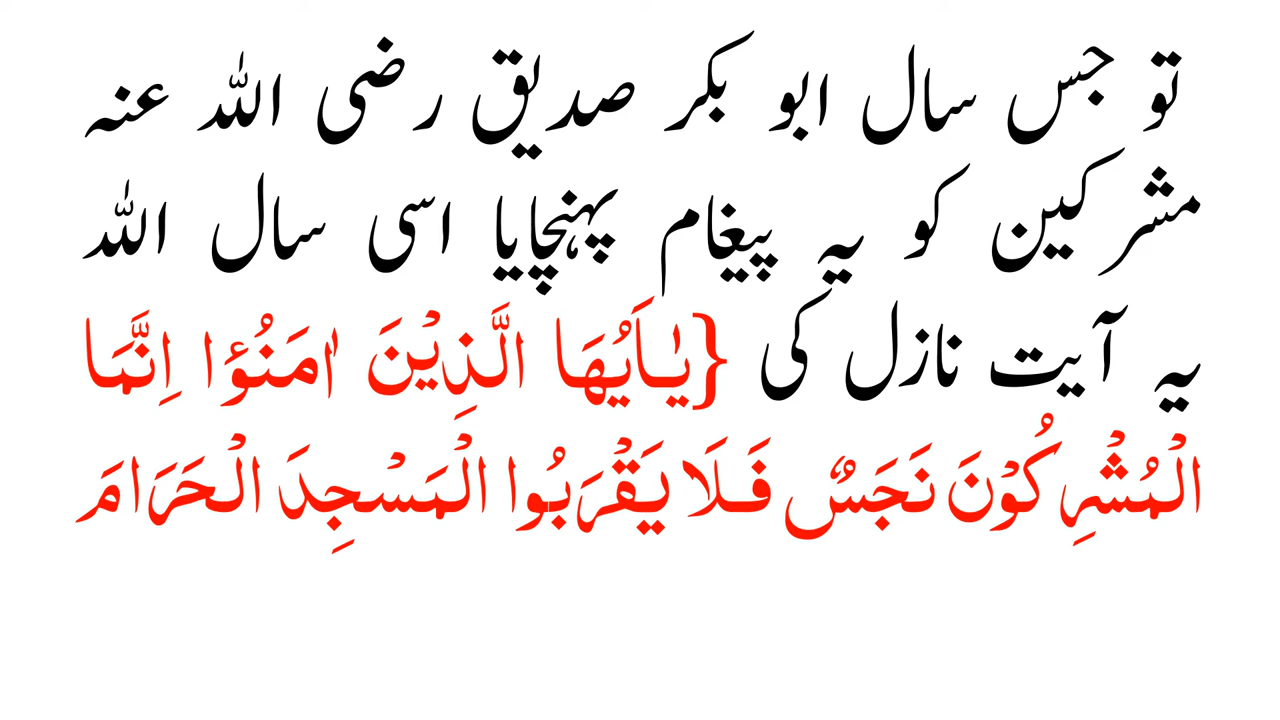 تو جس سال ابو بکر صدیق رضی اللہ عنہ
مشرکین کو یہ پیغام پہنچایا اسی سال اللہ
یہ آیت نازل کی {یٰۤاَیُهَا الَّذِیْنَ اٰمَنُوْۤا اِنَّمَا
الْمُشْرِكُوْنَ نَجَسٌ فَلَا یَقْرَبُوا الْمَسْجِدَ الْحَرَامَ